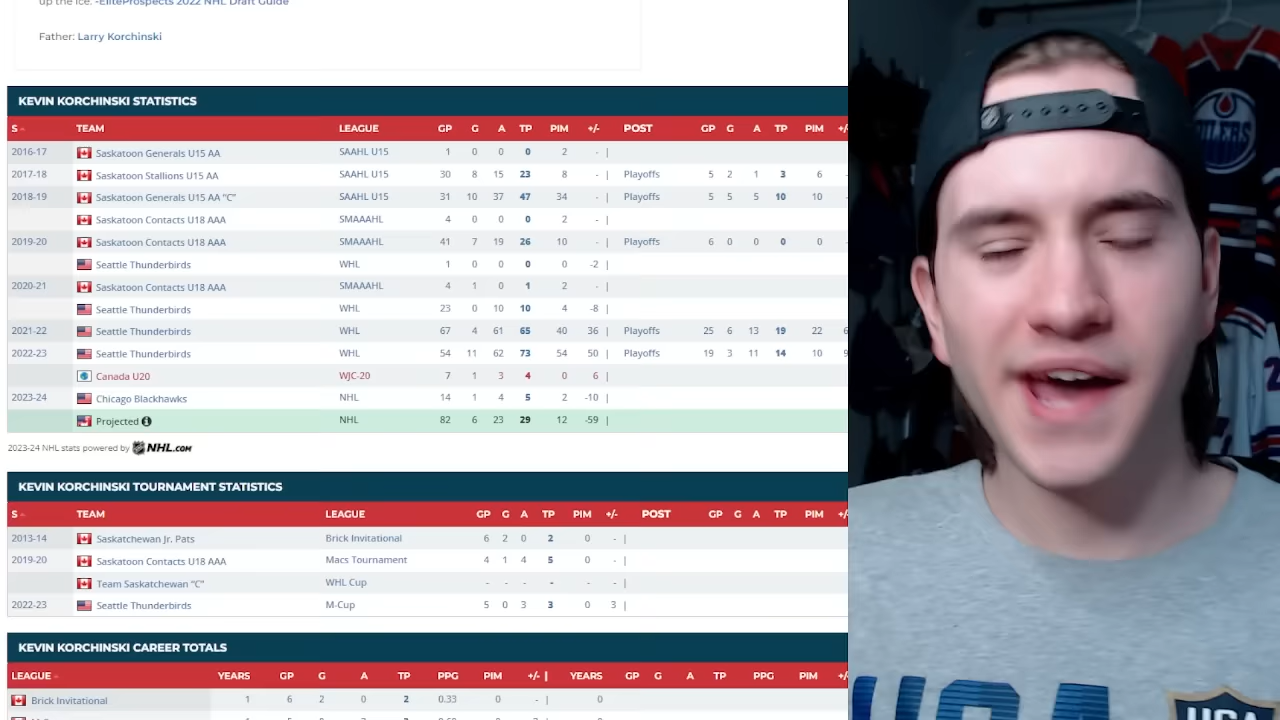 up the ice. -EliteProspects 2022 NHL Draft Guide
Father: Larry Korchinski
KEVIN KORCHINSKI STATISTICS
S TEAM LEAGUE GP G A TP PIM +/- POST GP G A TP PIM +/-
2016-17 Saskatoon Generals U15 AA SAAHL U15 1 0 0 0 2 - |
2017-18 Saskatoon Stallions U15 AA SAAHL U15 30 8 15 23 8 - | Playoffs 5 2 1 3 6 -
2018-19 Saskatoon Generals U15 AA "C" SAAHL U15 31 10 37 47 34 - | Playoffs 5 5 5 10 10 -
Saskatoon Contacts U18 AAA SMAAAHL 4 0 0 0 2 - |
2019-20 Saskatoon Contacts U18 AAA SMAAAHL 41 7 19 26 10 - | Playoffs 6 0 0 0 0 -
Seattle Thunderbirds WHL 1 0 0 0 0 -2 |
2020-21 Saskatoon Contacts U18 AAA SMAAAHL 4 1 0 1 2 - |
Seattle Thunderbirds WHL 23 0 10 10 4 -8 |
2021-22 Seattle Thunderbirds WHL 67 4 61 65 40 36 | Playoffs 25 6 13 19 22 6
2022-23 Seattle Thunderbirds WHL 54 11 62 73 54 50 | Playoffs 19 3 11 14 10 9
Canada U20 WJC-20 7 1 3 4 0 6 |
2023-24 Chicago Blackhawks NHL 14 1 4 5 2 -10 |
Projected NHL 82 6 23 29 12 -59 |
2023-24 NHL stats powered by NHL.COM
KEVIN KORCHINSKI TOURNAMENT STATISTICS
S TEAM LEAGUE GP G A TP PIM +/- POST GP G A TP PIM +/-
2013-14 Saskatchewan Jr. Pats Brick Invitational 6 2 0 2 0 - |
2019-20 Saskatoon Contacts U18 AAA Macs Tournament 4 1 4 5 0 - |
Team Saskatchewan "C" WHL Cup - - - - - - |
2022-23 Seattle Thunderbirds M-Cup 5 0 3 3 0 3 |
KEVIN KORCHINSKI CAREER TOTALS
LEAGUE YEARS GP G A TP PPG PIM +/- | YEARS GP G A TP PPG PIM +/-
Brick Invitational 1 6 2 0 2 0.33 0 - | 0
OILERS
USA
USA